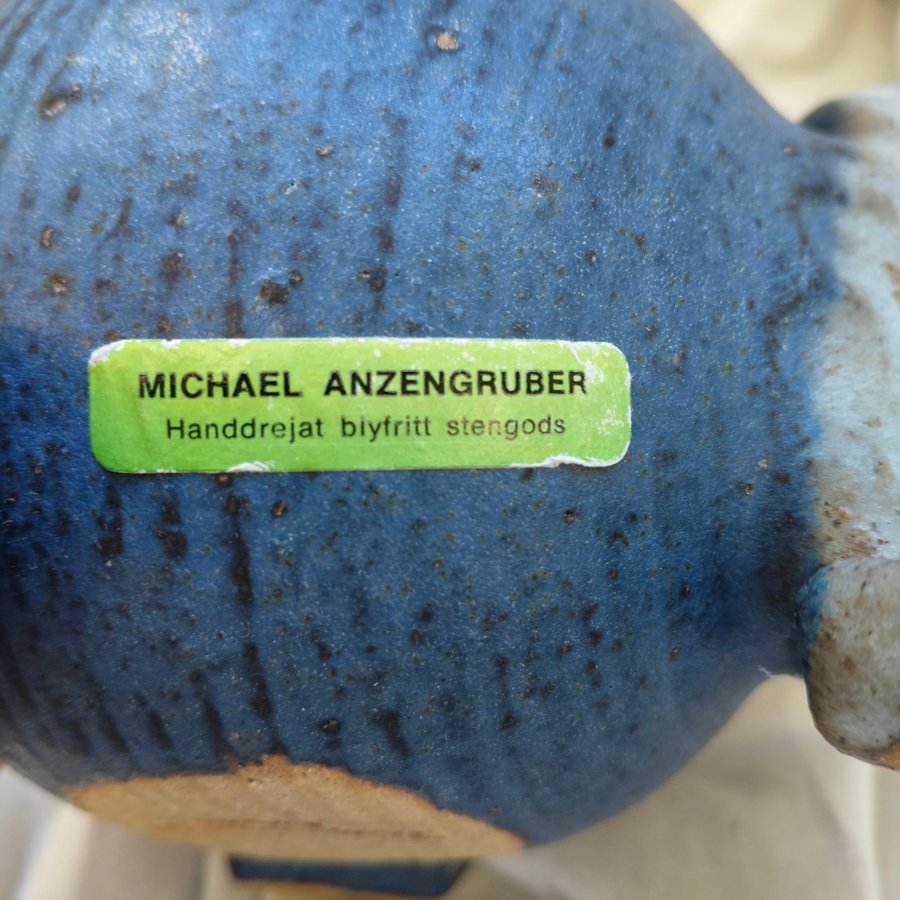 MICHAEL ANZENGRUBER
Handdrejat blyfritt stengods